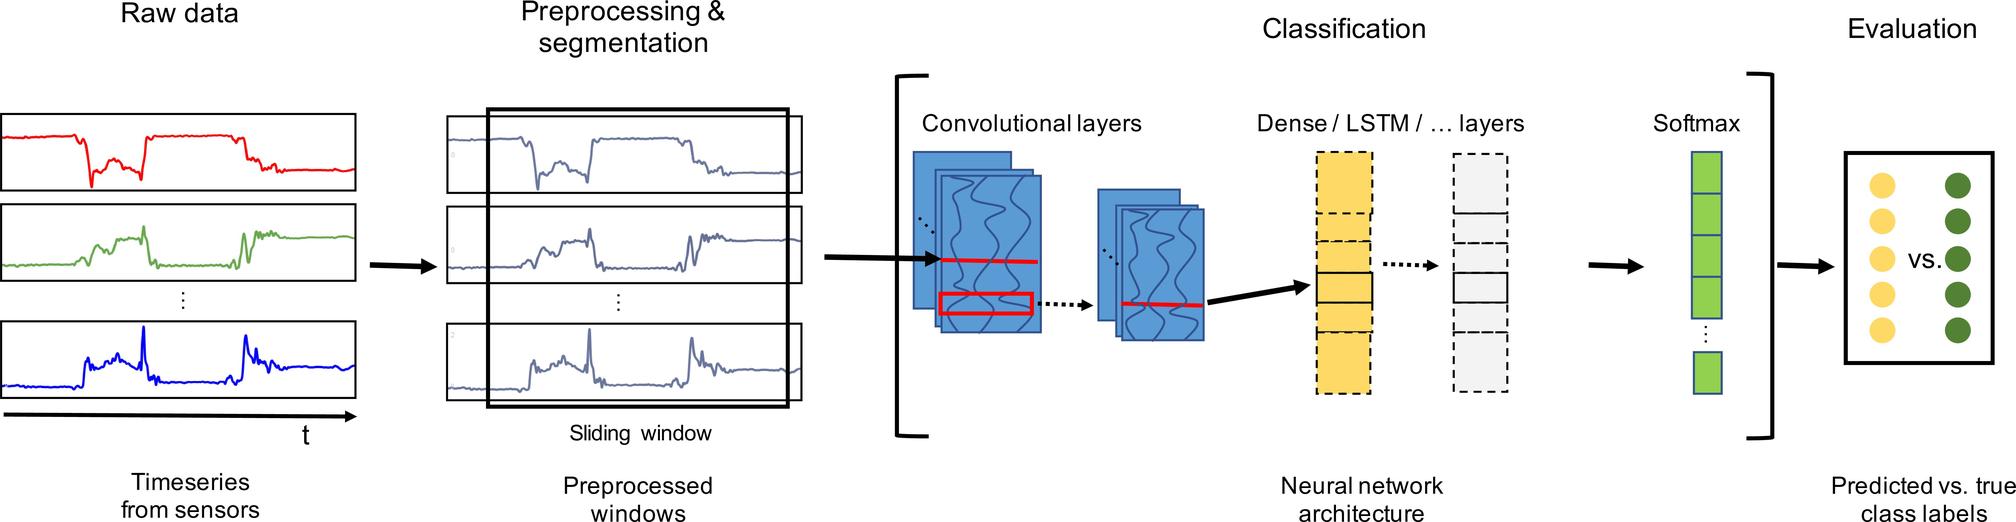 Raw data
Preprocessing &
segmentation
Classification
Evaluation
Convolutional layers
Dense / LSTM / … layers
Softmax
vs.
t
Sliding window
Timeseries
from sensors
Preprocessed
windows
Neural network
architecture
Predicted vs. true
class labels